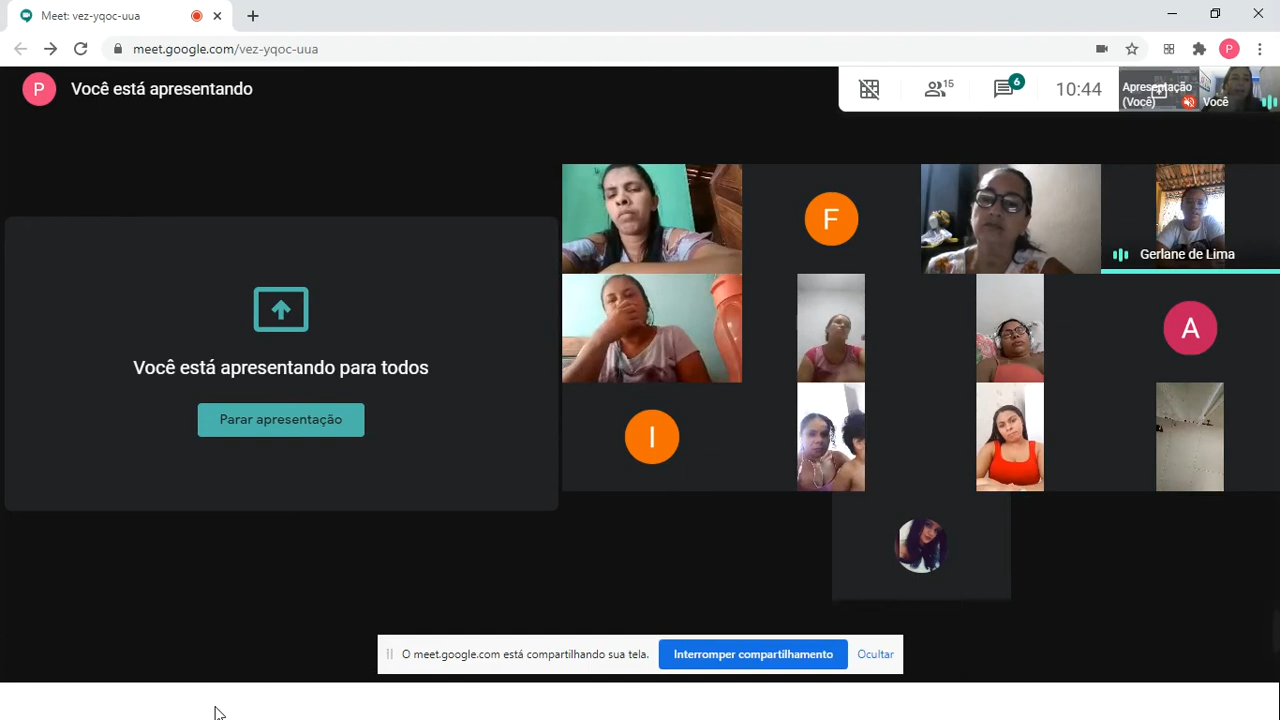 Meet: vez-yqoc-uua
meet.google.com/vez-yqoc-uua
P
P
Você está apresentando
15
6
10:44
Apresentação
(Você)
Você
F
Gerlane de Lima
A
Você está apresentando para todos
Parar apresentação
I
O meet.google.com está compartilhando sua tela.
Interromper compartilhamento
Ocultar